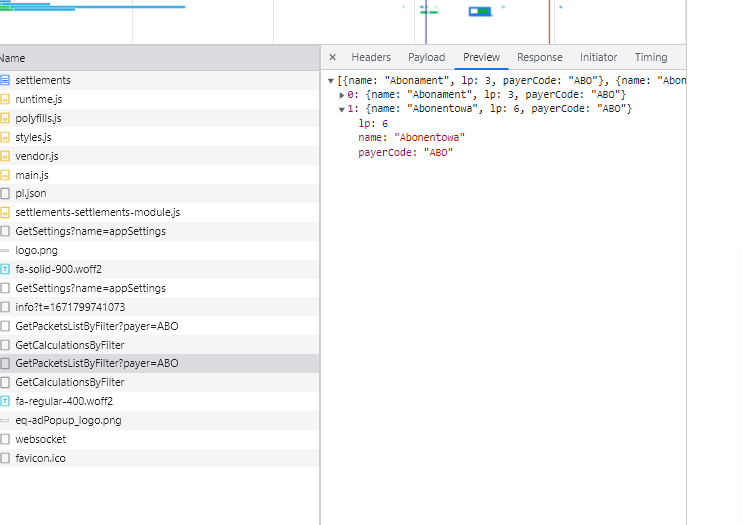 Name
settlements
runtime.js
polyfills.js
styles.js
vendor.js
main.js
pl.json
settlements-settlements-module.js
GetSettings?name=appSettings
logo.png
fa-solid-900.woff2
GetSettings?name=appSettings
info?t=1671799741073
GetPacketsListByFilter?payer=ABO
GetCalculationsByFilter
GetPacketsListByFilter?payer=ABO
GetCalculationsByFilter
fa-regular-400.woff2
eq-adPopup_logo.png
websocket
favicon.ico
× Headers Payload Preview Response Initiator Timing
▼[{name: "Abonament", lp: 3, payerCode: "ABO"}, {name: "Abon
▶0: {name: "Abonament", lp: 3, payerCode: "ABO"}
▼1: {name: "Abonentowa", lp: 6, payerCode: "ABO"}
lp: 6
name: "Abonentowa"
payerCode: "ABO"